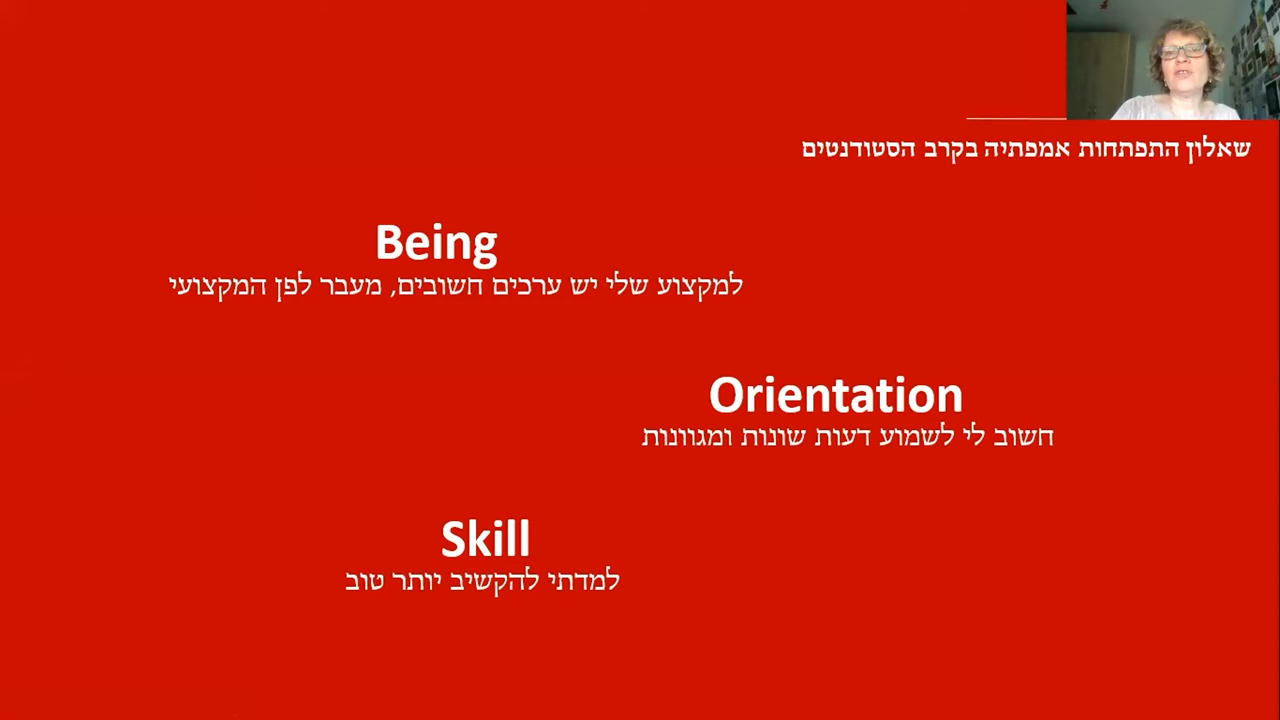 שאלון התפתחות אמפתיה בקרב הסטודנטים
Being
למקצוע שלי יש ערכים חשובים, מעבר לפן המקצועי
Orientation
חשוב לי לשמוע דעות שונות ומגוונות
Skill
למדתי להקשיב יותר טוב